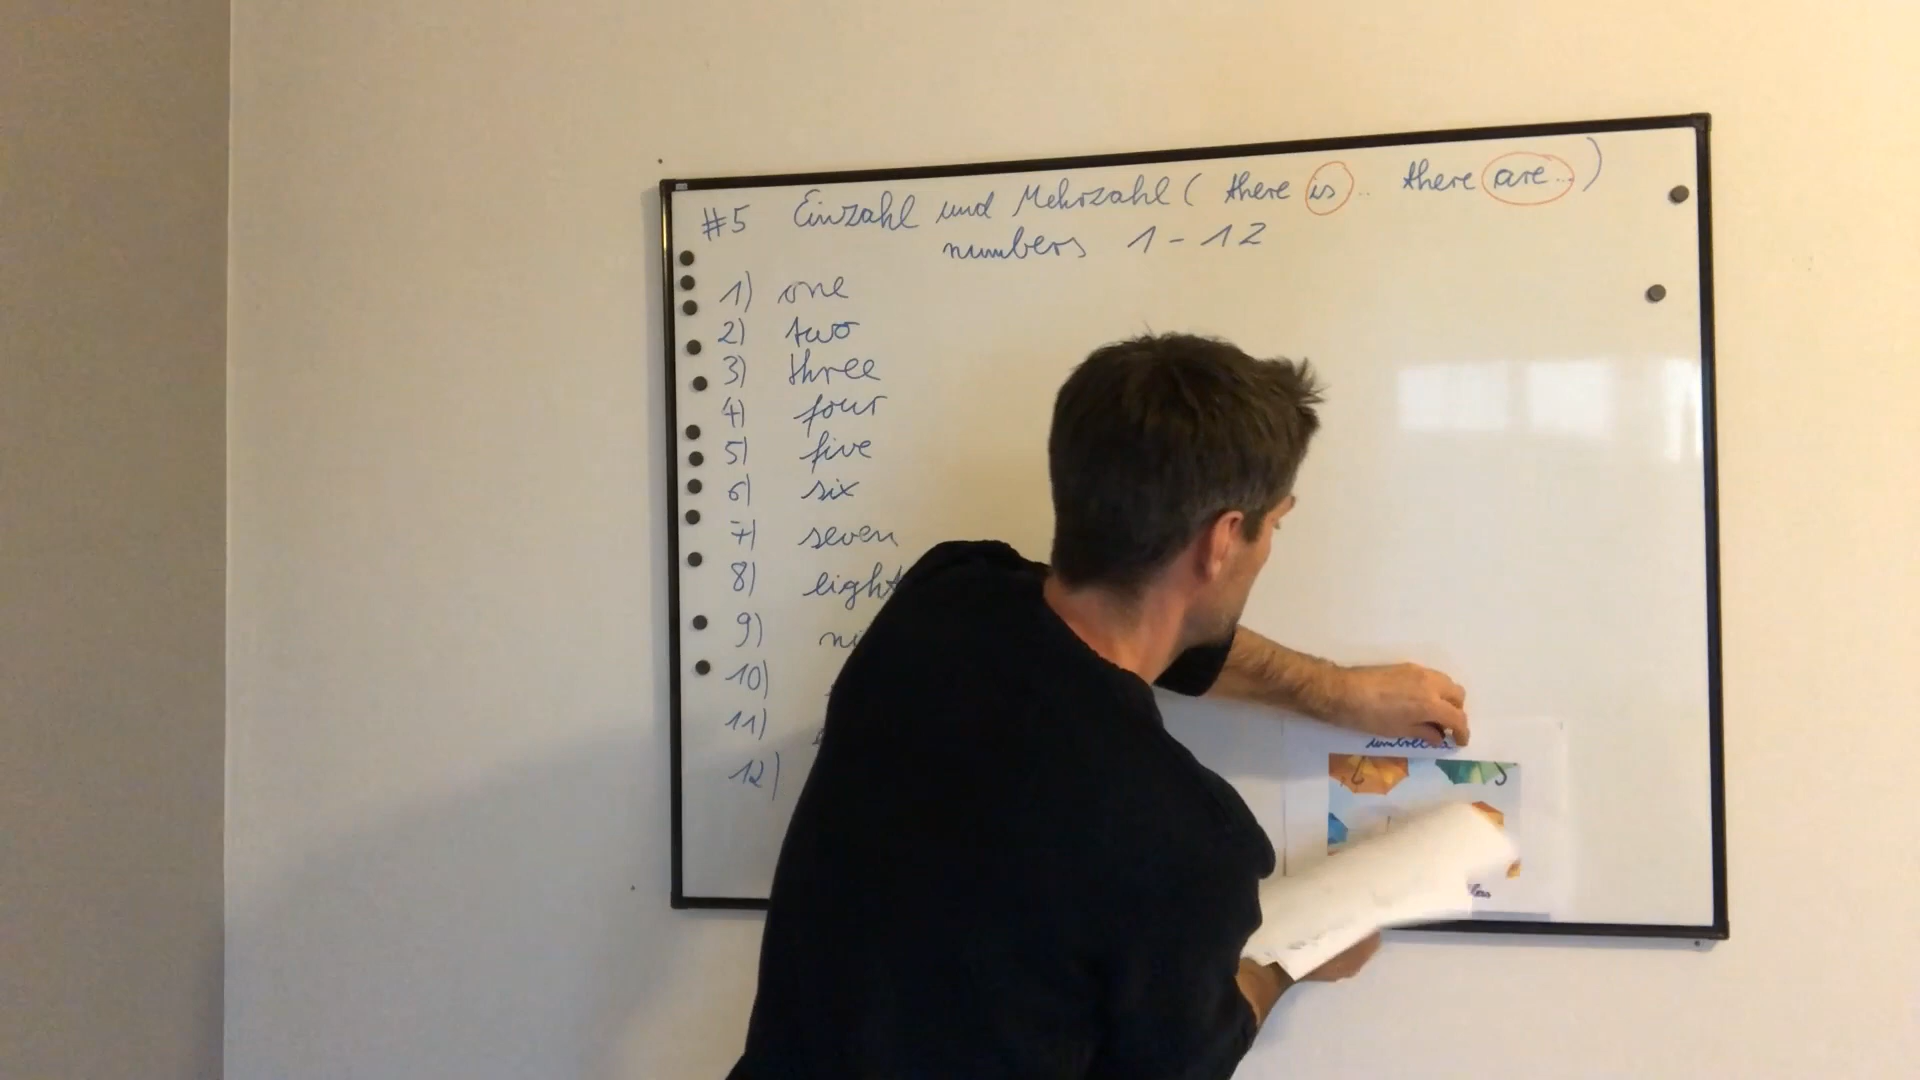 #5 Einzahl und Mehrzahl ( there is .. there are... )
numbers 1 - 12
1) one
2) two
3) three
4) four
5) five
6) six
7) seven
8) eight
9)
10)
11)
12)
umbrella